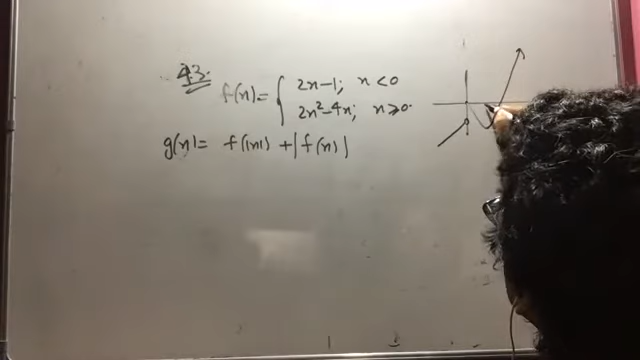 43.
f(x) = { 2x-1; x<0
2x²-4x; x≥0.
g(x) = f(|x|) + |f(x)|